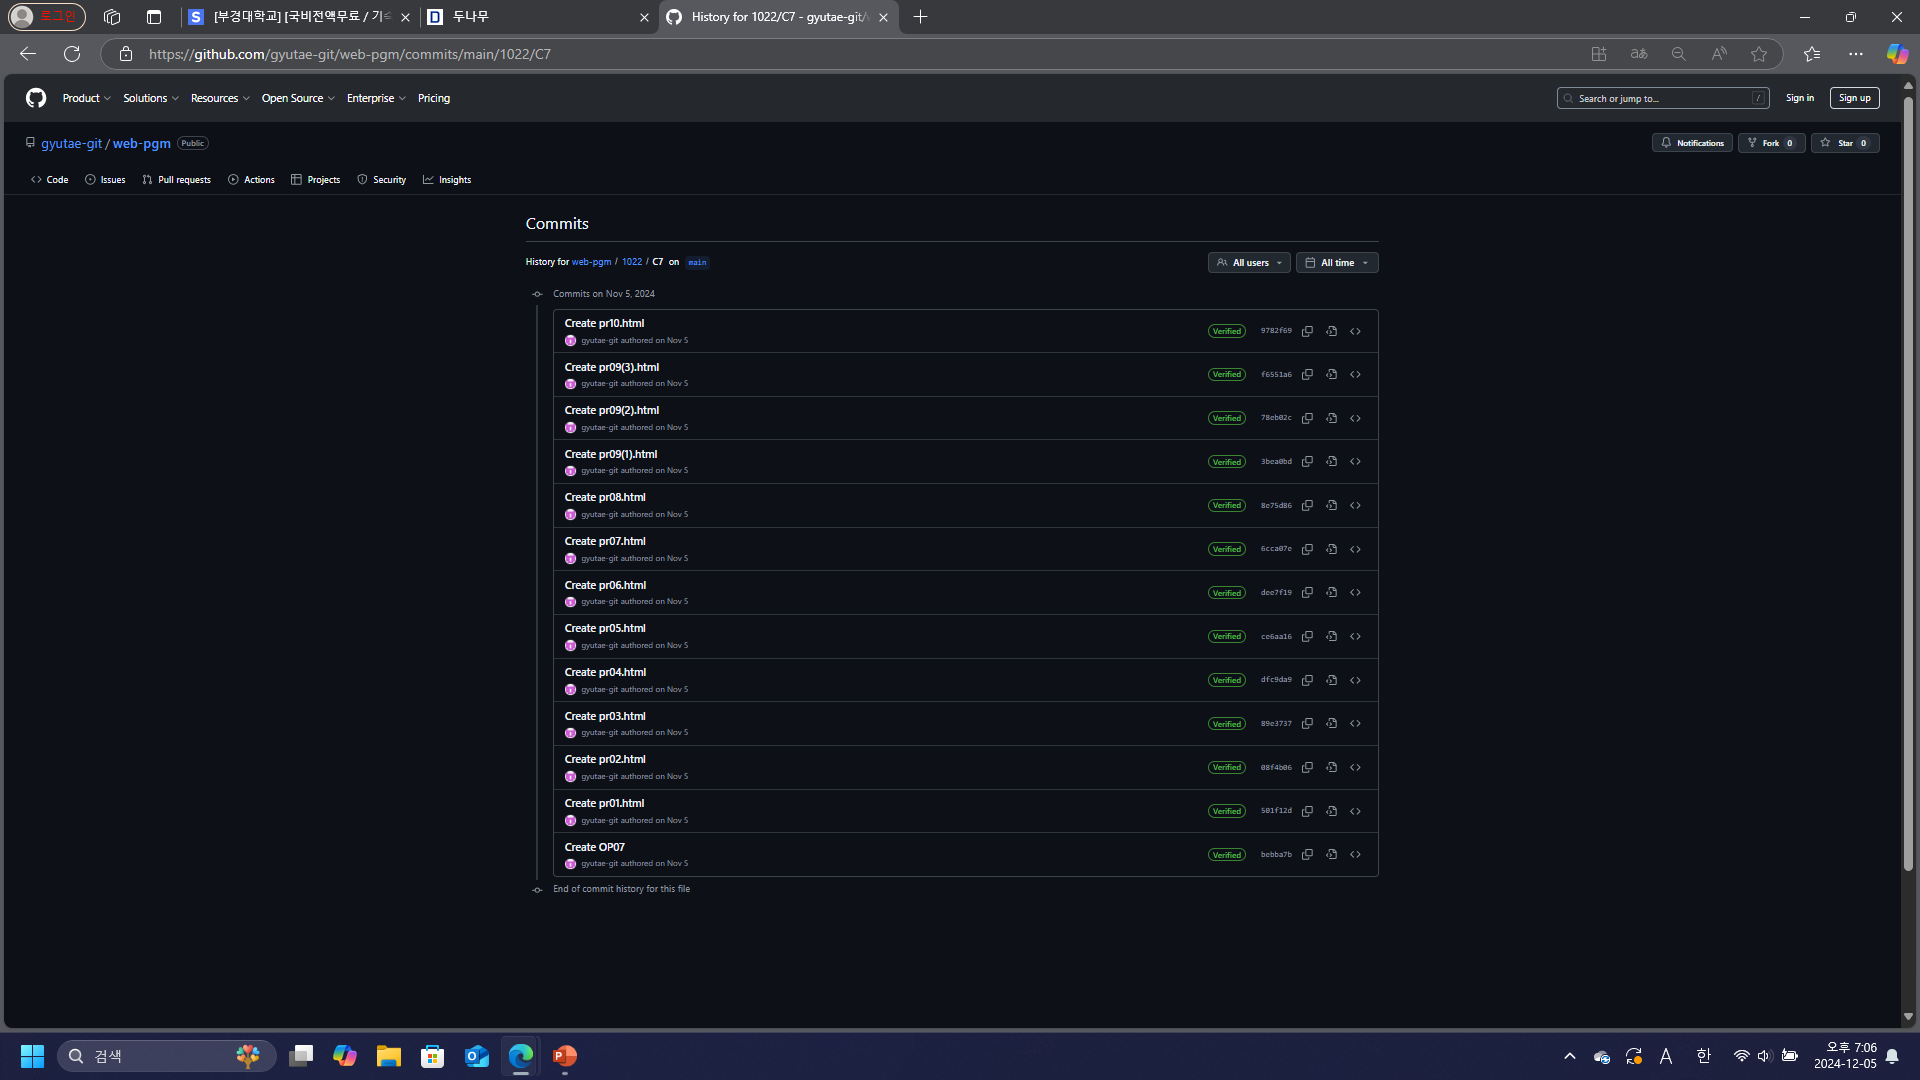 로그인
[부경대학교] [국비전액무료 / 기숙
두나무
History for 1022/C7 - gyutae-git/
https://github.com/gyutae-git/web-pgm/commits/main/1022/C7
Product Solutions Resources Open Source Enterprise Pricing
Search or jump to... /
Sign in
Sign up
gyutae-git / web-pgm Public
Notifications
Fork 0
Star 0
Code Issues Pull requests Actions Projects Security Insights
Commits
History for web-pgm / 1022 / C7 on main
All users
All time
Commits on Nov 5, 2024
Create pr10.html
gyutae-git authored on Nov 5
Verified 9782f69
Create pr09(3).html
gyutae-git authored on Nov 5
Verified f6551a6
Create pr09(2).html
gyutae-git authored on Nov 5
Verified 78eb02c
Create pr09(1).html
gyutae-git authored on Nov 5
Verified 3bea0bd
Create pr08.html
gyutae-git authored on Nov 5
Verified 8e75d86
Create pr07.html
gyutae-git authored on Nov 5
Verified 6cca07e
Create pr06.html
gyutae-git authored on Nov 5
Verified dee7f19
Create pr05.html
gyutae-git authored on Nov 5
Verified ce6aa16
Create pr04.html
gyutae-git authored on Nov 5
Verified dfc9da9
Create pr03.html
gyutae-git authored on Nov 5
Verified 89e3737
Create pr02.html
gyutae-git authored on Nov 5
Verified 08f4b06
Create pr01.html
gyutae-git authored on Nov 5
Verified 501f12d
Create OP07
gyutae-git authored on Nov 5
Verified bebba7b
End of commit history for this file
검색
A
한
오후 7:06
2024-12-05